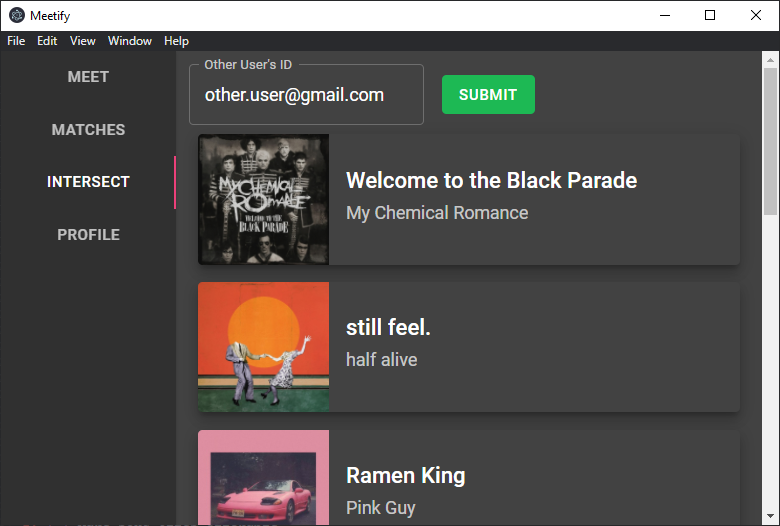 Meetify
File Edit View Window Help
MEET
MATCHES
INTERSECT
PROFILE
Other User's ID
other.user@gmail.com
SUBMIT
MY CHEMICAL
ROMANCE
WELCOME TO THE
BLACK PARADE
Welcome to the Black Parade
My Chemical Romance
still feel.
half alive
Ramen King
Pink Guy